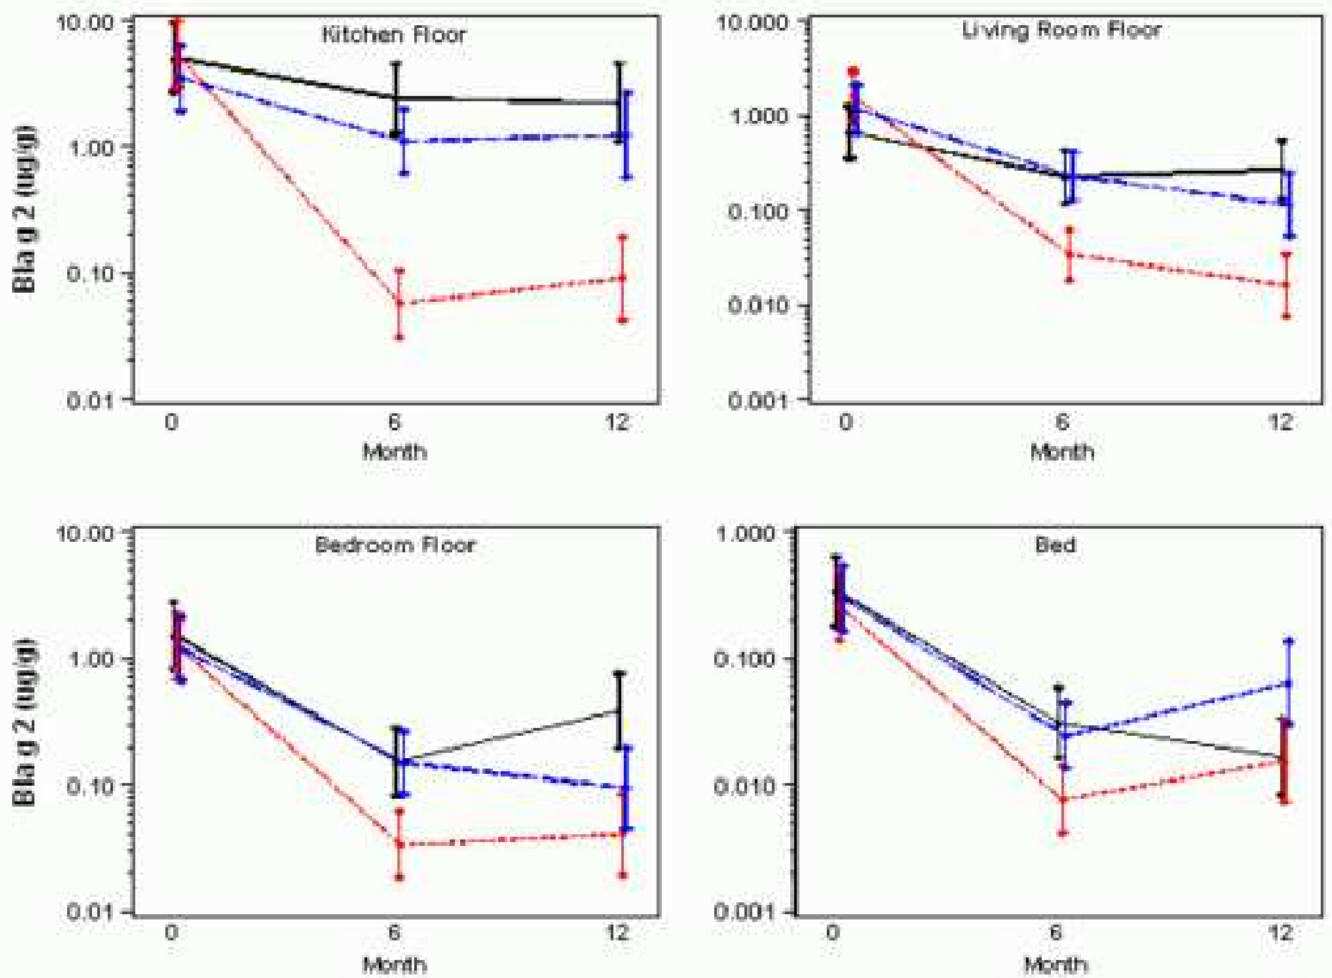 Kitchen Floor
Bla g 2 (ug/g)
10.00
1.00
0.10
0.01
0
6
12
Month
Living Room Floor
10.000
1.000
0.100
0.010
0.001
0
6
12
Month
Bedroom Floor
Bla g 2 (ug/g)
10.00
1.00
0.10
0.01
0
6
12
Month
Bed
1.000
0.100
0.010
0.001
0
6
12
Month